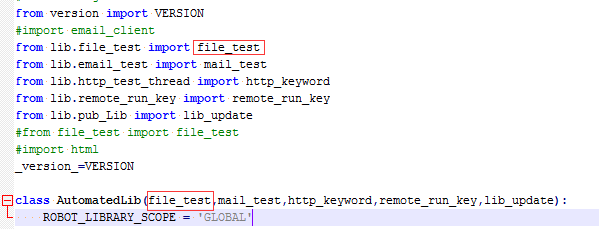 from version import VERSION
#import email_client
from lib.file_test import file_test
from lib.email_test import mail_test
from lib.http_test_thread import http_keyword
from lib.remote_run_key import remote_run_key
from lib.pub_Lib import lib_update
#from file_test import file_test
#import html
_version_=VERSION
class AutomatedLib(file_test,mail_test,http_keyword,remote_run_key,lib_update):
ROBOT_LIBRARY_SCOPE = 'GLOBAL'